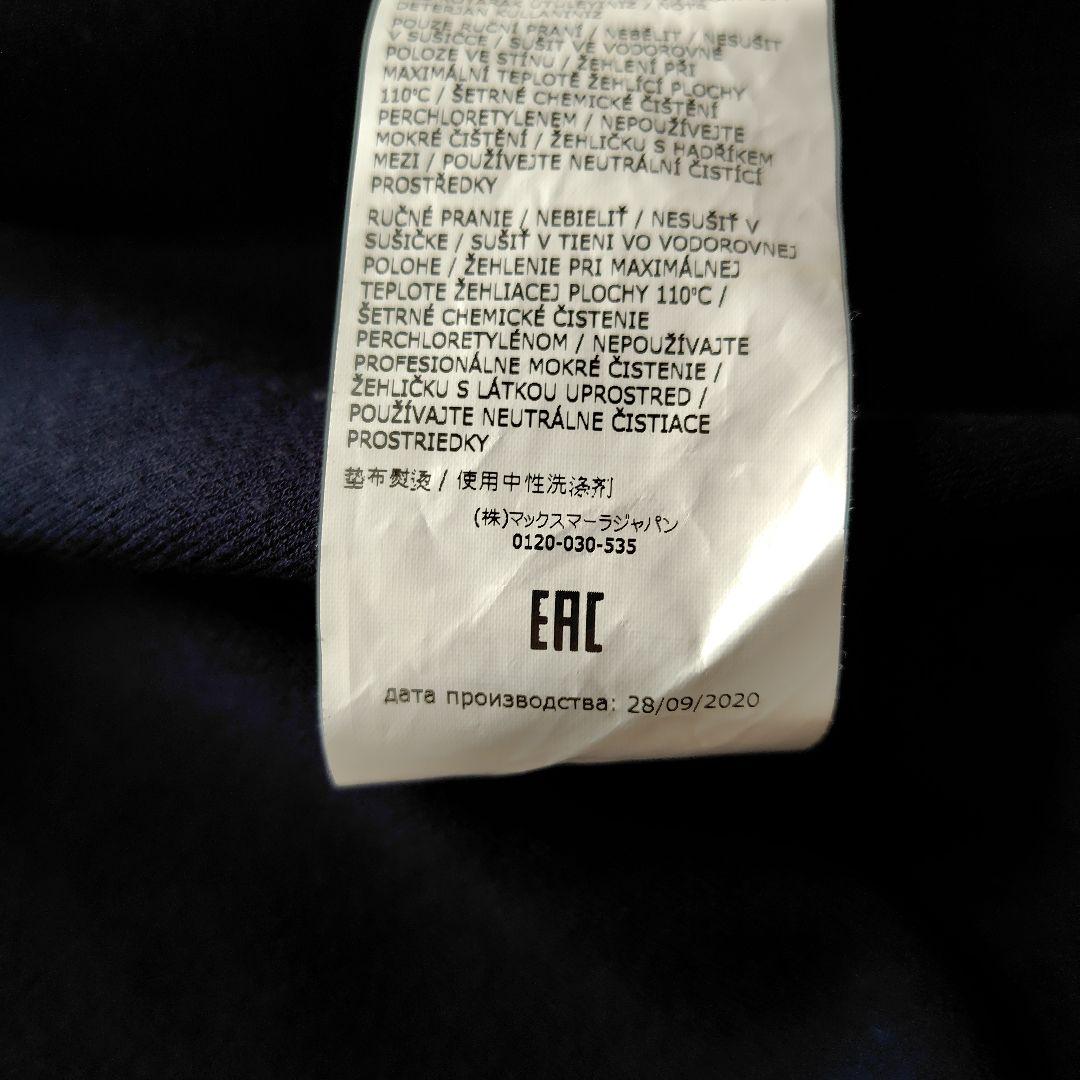 DETERJAN KULLANINIZ
POUZE RUČNÍ PRANÍ / NEBĚLIT / NESUŠIT
V SUŠIČCE / SUŠIT VE VODOROVNÉ
POLOZE VE STÍNU / ŽEHLENÍ PŘI
MAXIMÁLNÍ TEPLOTĚ ŽEHLÍCÍ PLOCHY
110°C / ŠETRNÉ CHEMICKÉ ČIŠTĚNÍ
PERCHLORETYLENEM / NEPOUŽÍVEJTE
MOKRÉ ČIŠTĚNÍ / ŽEHLIČKU S HADŘÍKEM
MEZI / POUŽÍVEJTE NEUTRÁLNÍ ČISTÍCÍ
PROSTŘEDKY
RUČNÉ PRANIE / NEBIELIŤ / NESUŠIŤ V
SUŠIČKE / SUŠIŤ V TIENI VO VODOROVNEJ
POLOHE / ŽEHLENIE PRI MAXIMÁLNEJ
TEPLOTE ŽEHLIACEJ PLOCHY 110°C /
ŠETRNÉ CHEMICKÉ ČISTENIE
PERCHLORETYLÉNOM / NEPOUŽÍVAJTE
PROFESIONÁLNE MOKRÉ ČISTENIE /
ŽEHLIČKU S LÁTKOU UPROSTRED /
POUŽÍVAJTE NEUTRÁLNE ČISTIACE
PROSTRIEDKY
垫布熨烫 / 使用中性洗涤剂
(株)マックスマーラジャパン
0120-030-535
EAC
дата производства: 28/09/2020